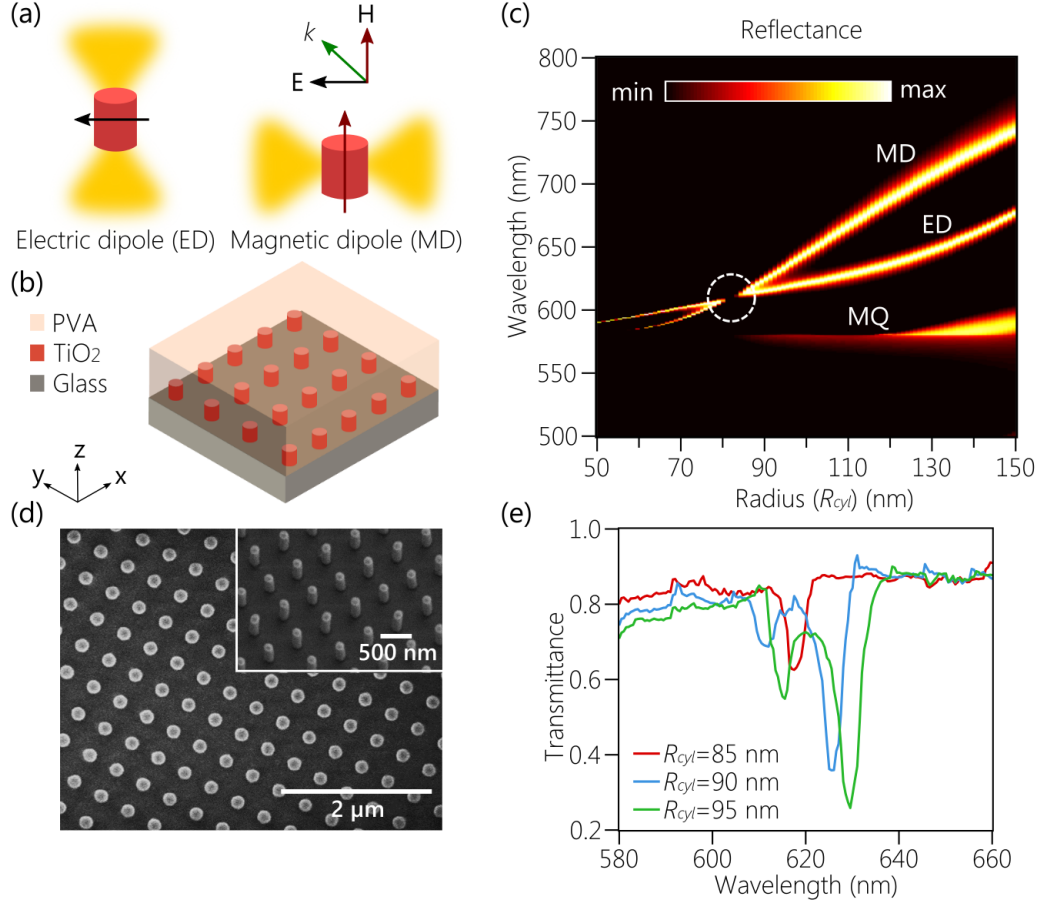 (a)
H
k
E
Electric dipole (ED)
Magnetic dipole (MD)
(b)
PVA
TiO2
Glass
z
y
x
(c)
Reflectance
min
max
MD
ED
MQ
800
750
700
650
600
550
500
Wavelength (nm)
50 70 90 110 130 150
Radius (Rcyl) (nm)
(d)
500 nm
2 μm
(e)
1.0
0.8
0.6
0.4
0.2
Transmittance
Rcyl=85 nm
Rcyl=90 nm
Rcyl=95 nm
580 600 620 640 660
Wavelength (nm)